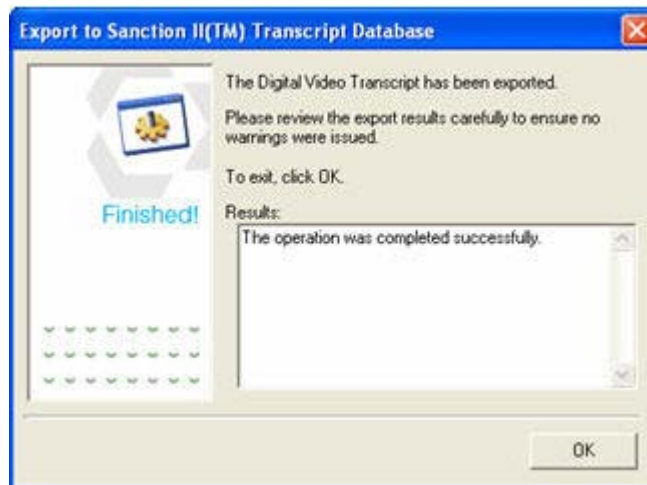 Export to Sanction II(TM) Transcript Database
The Digital Video Transcript has been exported.
Please review the export results carefully to ensure no
warnings were issued.
To exit, click OK.
Finished!
Results:
The operation was completed successfully.
OK